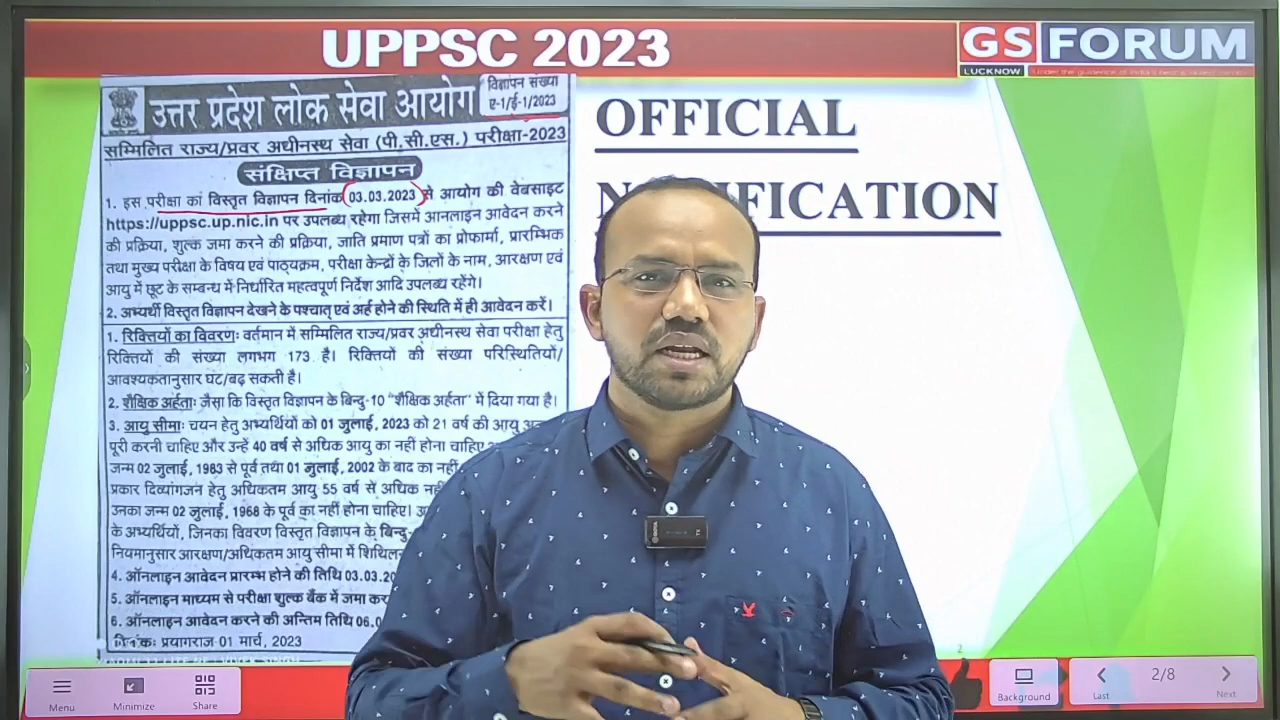 UPPSC 2023
GS FORUM
LUCKNOW
उत्तर प्रदेश लोक सेवा आयोग
विज्ञापन संख्या
ए-1/ई-1/2023
सम्मिलित राज्य/प्रवर अधीनस्थ सेवा (पी.सी.एस.) परीक्षा-2023
संक्षिप्त विज्ञापन
1. इस परीक्षा का विस्तृत विज्ञापन दिनांक 03.03.2023 से आयोग की वेबसाइट
https://uppsc.up.nic.in पर उपलब्ध रहेगा जिसमें आनलाइन आवेदन करने
की प्रक्रिया, शुल्क जमा करने की प्रक्रिया, जाति प्रमाण पत्रों का प्रोफार्मा, प्रारम्भिक
तथा मुख्य परीक्षा के विषय एवं पाठ्यक्रम, परीक्षा केन्द्रों के जिलों के नाम, आरक्षण एवं
आयु में छूट के सम्बन्ध में निर्धारित महत्वपूर्ण निर्देश आदि उपलब्ध रहेंगे।
2. अभ्यर्थी विस्तृत विज्ञापन देखने के पश्चात् एवं अर्ह होने की स्थिति में ही आवेदन करें।
1. रिक्तियों का विवरणः वर्तमान में सम्मिलित राज्य/प्रवर अधीनस्थ सेवा परीक्षा हेतु
रिक्तियों की संख्या लगभग 173 है। रिक्तियों की संख्या परिस्थितियों/
आवश्यकतानुसार घट/बढ़ सकती है।
2. शैक्षिक अर्हताः जैसा कि विस्तृत विज्ञापन के बिन्दु-10 "शैक्षिक अर्हता" में दिया गया है।
3. आयु सीमाः चयन हेतु अभ्यर्थियों को 01 जुलाई, 2023 को 21 वर्ष की आयु
पूरी करनी चाहिए और उन्हें 40 वर्ष से अधिक आयु का नहीं होना चाहिए
जन्म 02 जुलाई, 1983 से पूर्व तथा 01 जुलाई, 2002 के बाद का नहीं
प्रकार दिव्यांगजन हेतु अधिकतम आयु 55 वर्ष से अधिक नहीं
उनका जन्म 02 जुलाई, 1968 के पूर्व का नहीं होना चाहिए।
के अभ्यर्थियों, जिनका विवरण विस्तृत विज्ञापन के बिन्दु-
नियमानुसार आरक्षण/अधिकतम आयु सीमा में शिथिल
4. ऑनलाइन आवेदन प्रारम्भ होने की तिथि 03.03.20
5. ऑनलाइन माध्यम से परीक्षा शुल्क बैंक में जमा कर
6. ऑनलाइन आवेदन करने की अन्तिम तिथि 06.0
दिनांकः प्रयागराज 01 मार्च, 2023
OFFICIAL
N IFICATION
2
Menu
Minimize
Share
Background
Last
2/8
Next